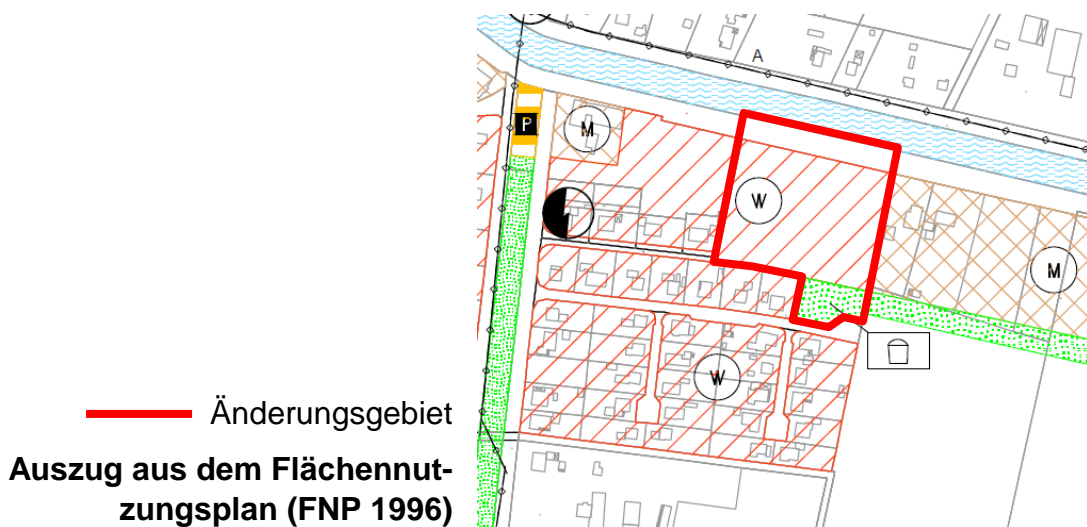 A
P
M
W
M
W
Änderungsgebiet
Auszug aus dem Flächennut-
zungsplan (FNP 1996)